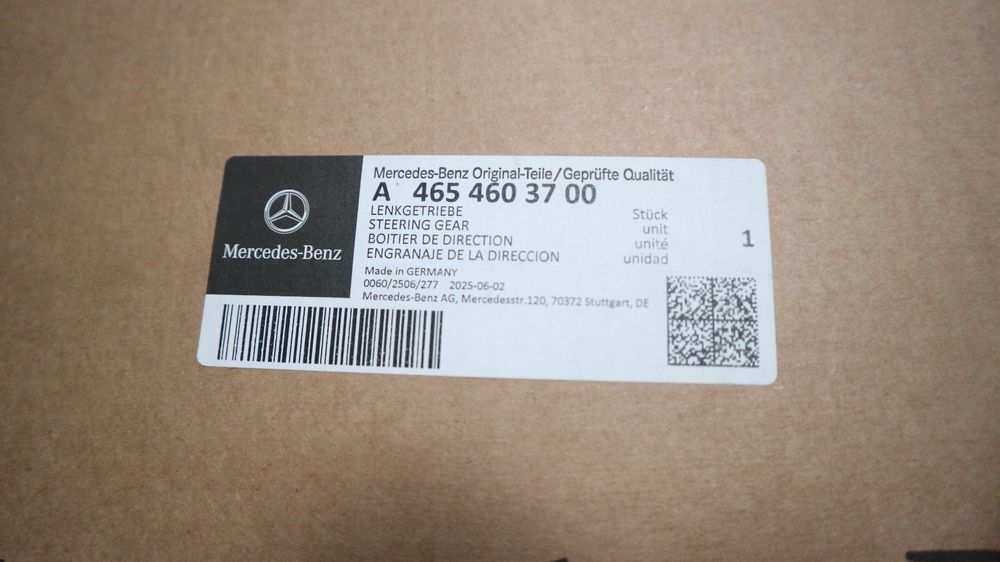 Mercedes-Benz
Mercedes-Benz Original-Teile/Geprüfte Qualität
A 465 460 37 00
LENKGETRIEBE
STEERING GEAR
BOITIER DE DIRECTION
ENGRANAJE DE LA DIRECCION
Stück
unit
unité
unidad
1
Made in GERMANY
0060/2506/277 2025-06-02
Mercedes-Benz AG, Mercedesstr.120, 70372 Stuttgart, DE